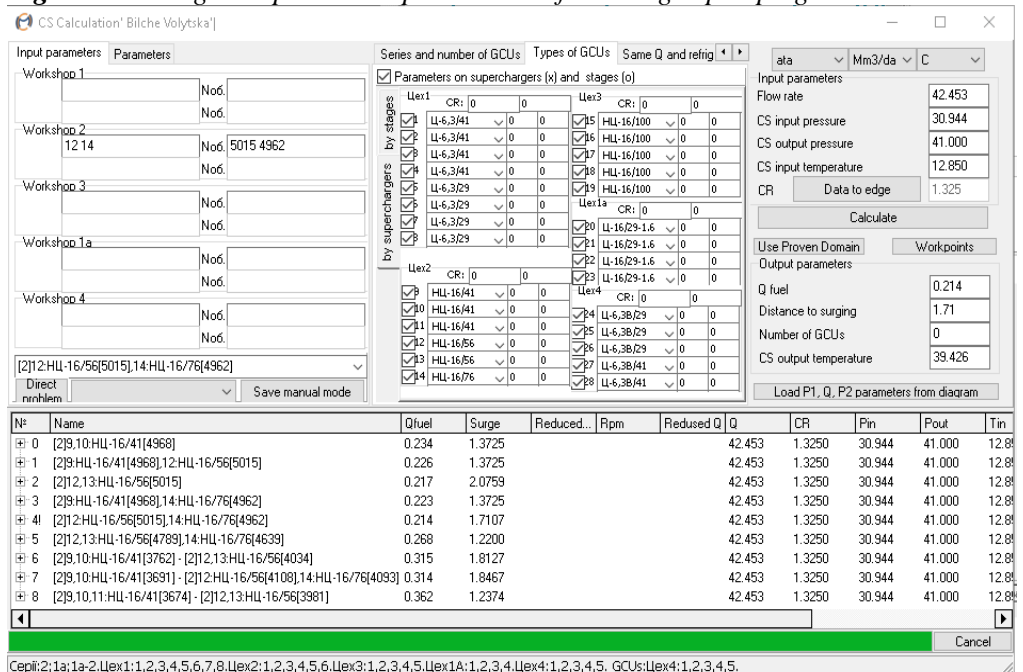 CS Calculation' Bilche Volytska'|
Input parameters Parameters
Workshop 1
Noб.
Noб.
Workshop 2
12 14 Noб. 5015 4962
Noб.
Workshop 3
Noб.
Noб.
Workshop 1a
Noб.
Noб.
Workshop 4
Noб.
Noб.
[2]12:НЦ-16/56[5015],14:НЦ-16/76[4962]
Direct problem
Save manual mode
Series and number of GCUs Types of GCUs Same Q and refrig
Parameters on superchargers (x) and stages (o)
by stages
by superchargers
Цех1 CR: 0 0
1 Ц-6,3/41 0 0
2 Ц-6,3/41 0 0
3 Ц-6,3/41 0 0
4 Ц-6,3/41 0 0
5 Ц-6,3/29 0 0
6 Ц-6,3/29 0 0
7 Ц-6,3/29 0 0
8 Ц-6,3/29 0 0
Цех2 CR: 0 0
9 НЦ-16/41 0 0
10 НЦ-16/41 0 0
11 НЦ-16/41 0 0
12 НЦ-16/56 0 0
13 НЦ-16/56 0 0
14 НЦ-16/76 0 0
Цех3 CR: 0 0
15 НЦ-16/100 0 0
16 НЦ-16/100 0 0
17 НЦ-16/100 0 0
18 НЦ-16/100 0 0
19 НЦ-16/100 0 0
Цех1а CR: 0 0
20 Ц-16/29-1.6 0 0
21 Ц-16/29-1.6 0 0
22 Ц-16/29-1.6 0 0
23 Ц-16/29-1.6 0 0
Цех4 CR: 0 0
24 Ц-6,3В/29 0 0
25 Ц-6,3В/29 0 0
26 Ц-6,3В/29 0 0
27 Ц-6,3В/41 0 0
28 Ц-6,3В/41 0 0
ata Mm3/da C
Input parameters
Flow rate 42.453
CS input pressure 30.944
CS output pressure 41.000
CS input temperature 12.850
CR Data to edge 1.325
Calculate
Use Proven Domain Workpoints
Output parameters
Q fuel 0.214
Distance to surging 1.71
Number of GCUs 0
CS output temperature 39.426
Load P1, Q, P2 parameters from diagram
№ Name Qfuel Surge Reduced... Rpm Redused Q Q CR Pin Pout Tin
0 [2]9,10:НЦ-16/41[4968] 0.234 1.3725 42.453 1.3250 30.944 41.000 12.85
1 [2]9:НЦ-16/41[4968],12:НЦ-16/56[5015] 0.226 1.3725 42.453 1.3250 30.944 41.000 12.85
2 [2]12,13:НЦ-16/56[5015] 0.217 2.0759 42.453 1.3250 30.944 41.000 12.85
3 [2]9:НЦ-16/41[4968],14:НЦ-16/76[4962] 0.223 1.3725 42.453 1.3250 30.944 41.000 12.85
4! [2]12:НЦ-16/56[5015],14:НЦ-16/76[4962] 0.214 1.7107 42.453 1.3250 30.944 41.000 12.85
5 [2]12,13:НЦ-16/56[4789],14:НЦ-16/76[4639] 0.268 1.2200 42.453 1.3250 30.944 41.000 12.85
6 [2]9,10:НЦ-16/41[3762] - [2]12,13:НЦ-16/56[4034] 0.315 1.8127 42.453 1.3250 30.944 41.000 12.85
7 [2]9,10:НЦ-16/41[3691] - [2]12:НЦ-16/56[4108],14:НЦ-16/76[4093] 0.314 1.8467 42.453 1.3250 30.944 41.000 12.85
8 [2]9,10,11:НЦ-16/41[3674] - [2]12,13:НЦ-16/56[3981] 0.362 1.2374 42.453 1.3250 30.944 41.000 12.85
Cancel
Серії:2;1а;1а-2.Цех1:1,2,3,4,5,6,7,8.Цех2:1,2,3,4,5,6.Цех3:1,2,3,4,5.Цех1А:1,2,3,4.Цех4:1,2,3,4,5. GCUs:Цех4:1,2,3,4,5.